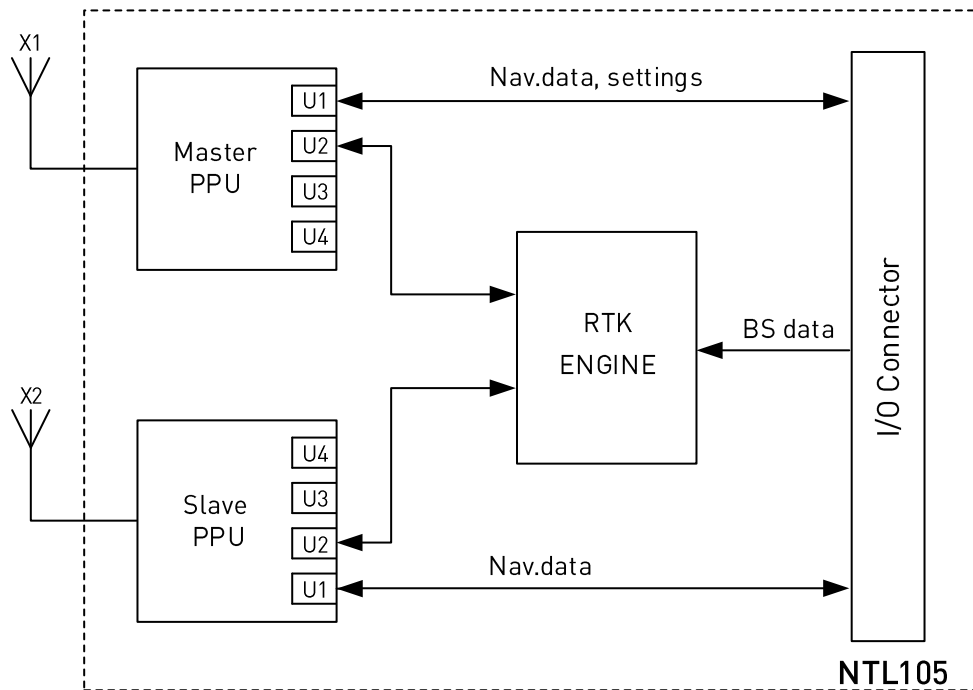 X1
U1
Nav.data, settings
Master
PPU
U2
U3
U4
RTK
ENGINE
BS data
I/O Connector
X2
U4
Slave
PPU
U3
U2
U1
Nav.data
NTL105